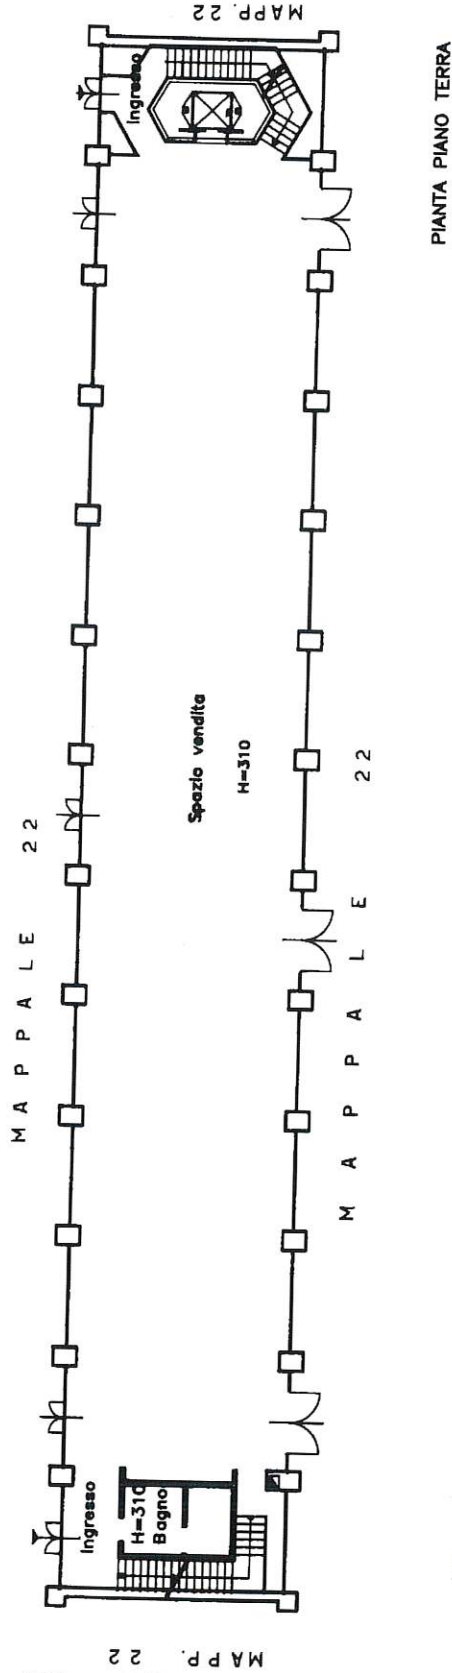 MAPP. 22
Ingresso
PIANTA PIANO TERRA
Spazio vendita
H=310
MAPPALE 22
MAPPALE 22
Ingresso
H=310
Bagno
MAPP. 22